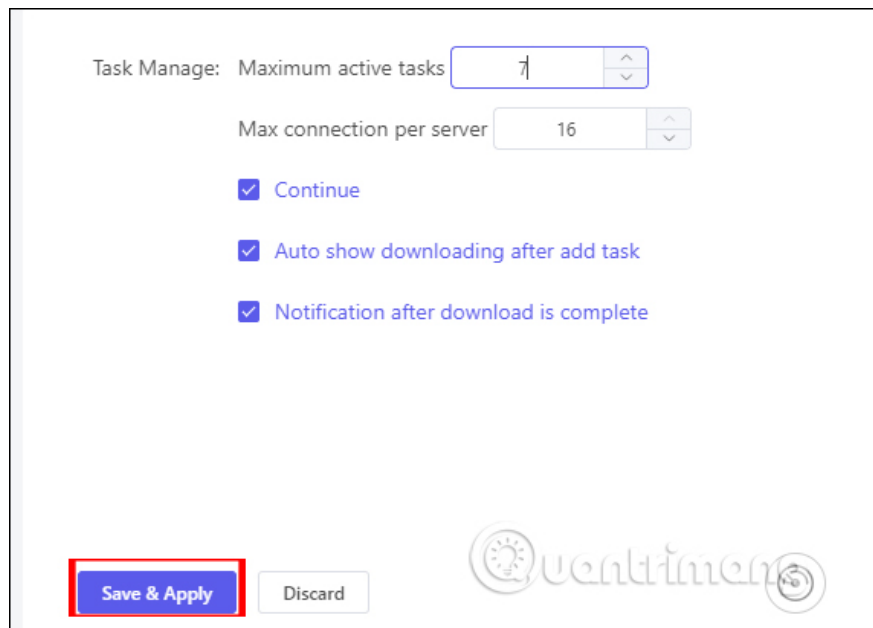 Task Manage: Maximum active tasks 7
Max connection per server 16
Continue
Auto show downloading after add task
Notification after download is complete
Quantrimang
Save & Apply Discard